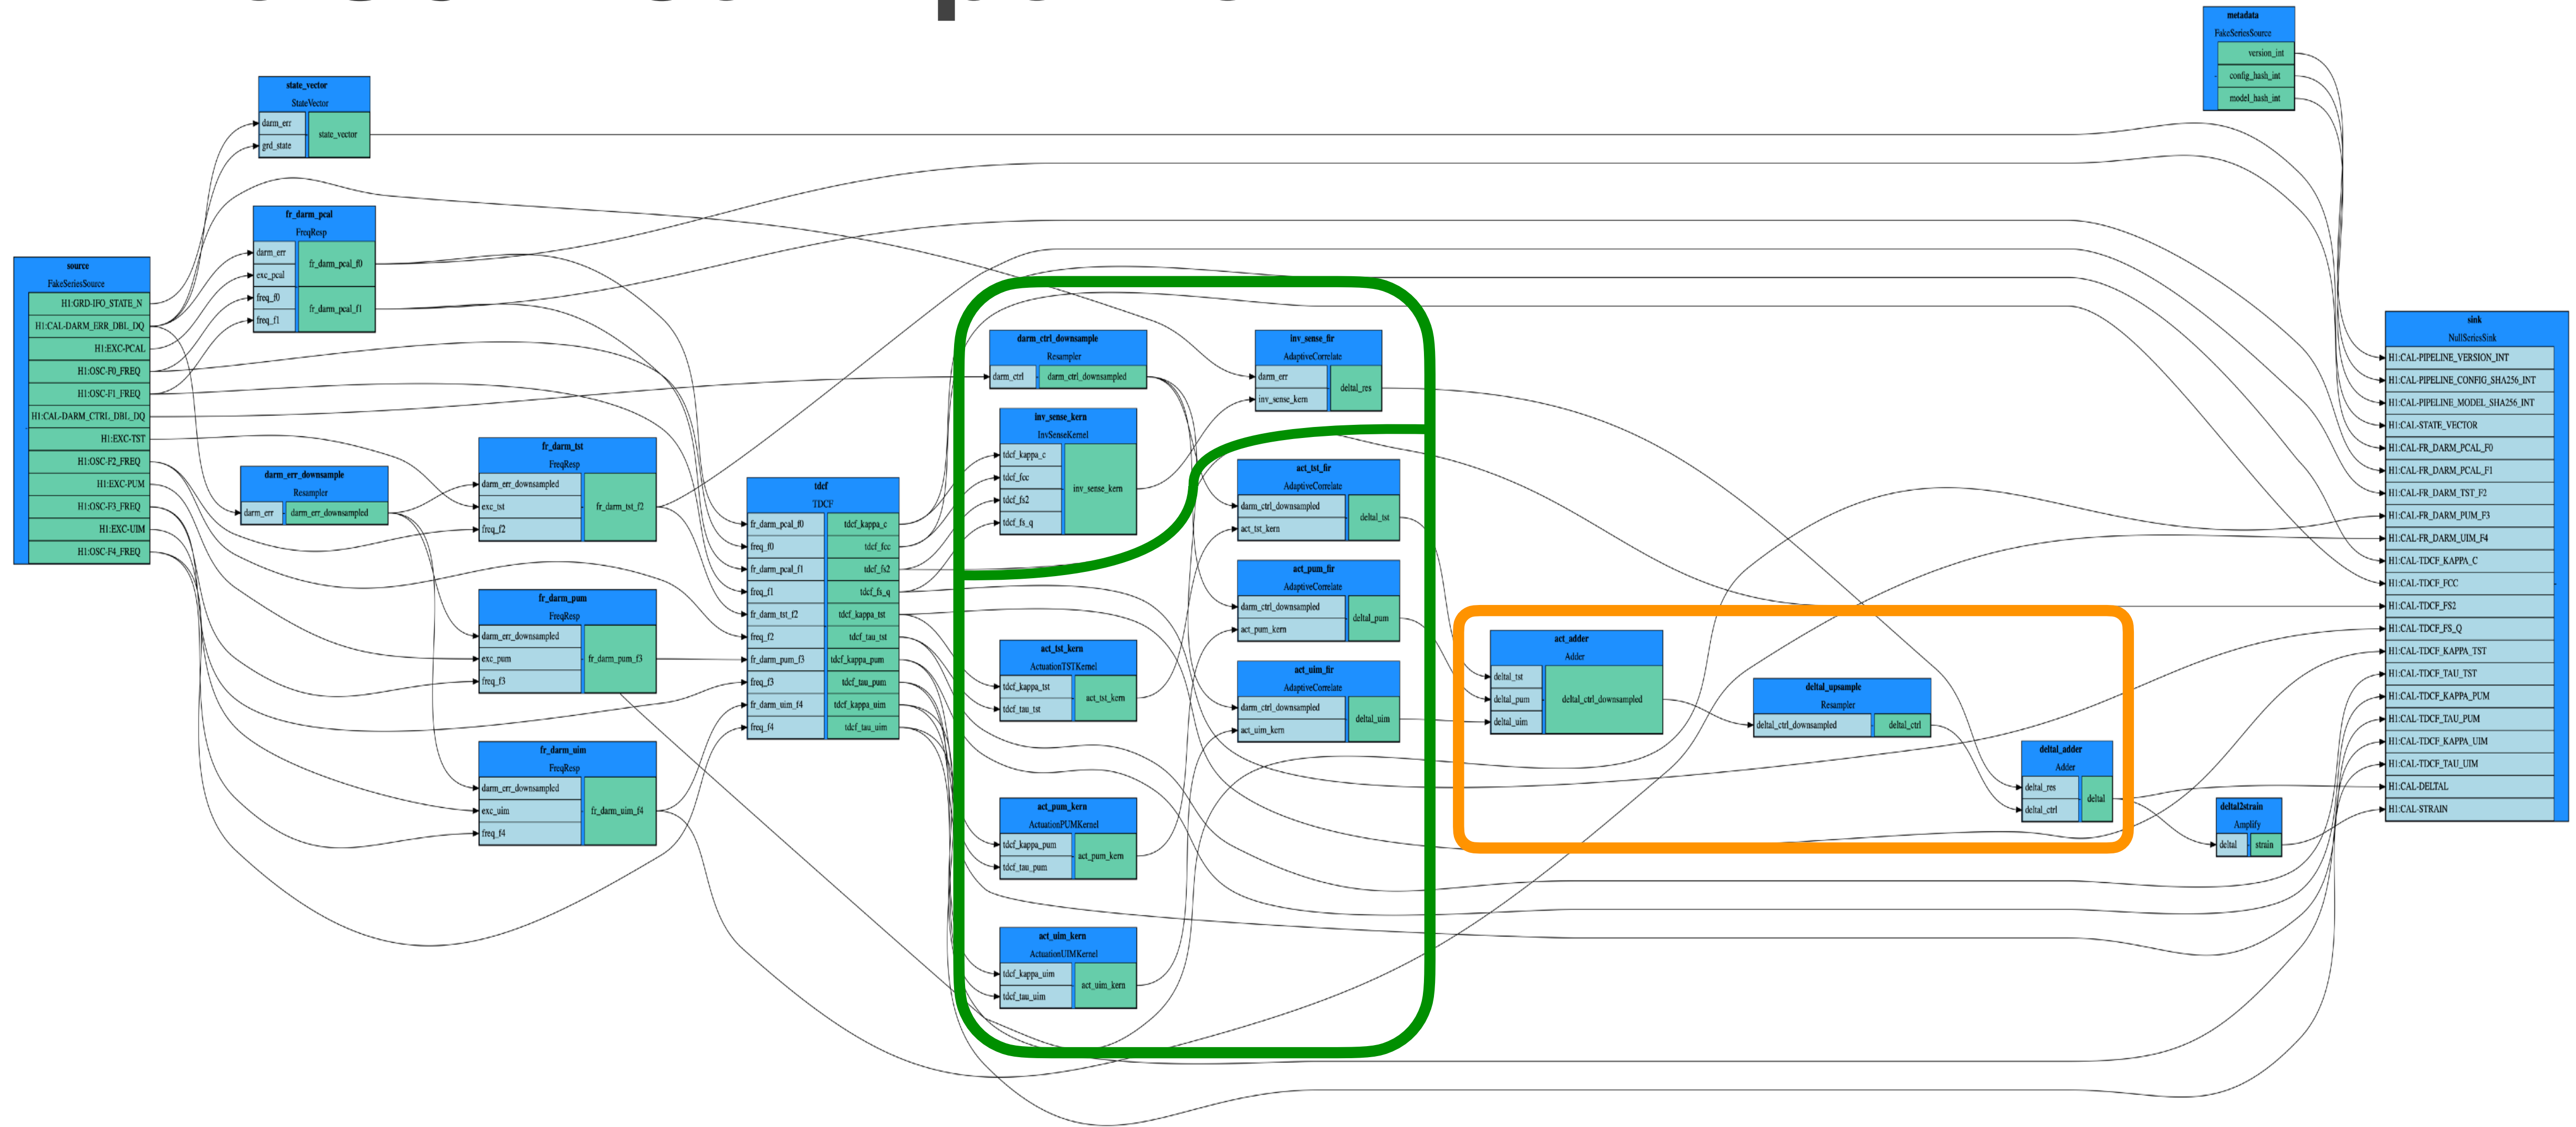 metadata
FakeSeriesSource
version_int
config_hash_int
model_hash_int
state_vector
StateVector
darm_err
grd_state
state_vector
fr_darm_pcal
FreqResp
darm_err
exc_pcal
freq_f0
freq_f1
fr_darm_pcal_f0
fr_darm_pcal_f1
source
FakeSeriesSource
H1:GRD-IFO_STATE_N
H1:CAL-DARM_ERR_DBL_DQ
H1:EXC-PCAL
H1:OSC-F0_FREQ
H1:OSC-F1_FREQ
H1:CAL-DARM_CTRL_DBL_DQ
H1:EXC-TST
H1:OSC-F2_FREQ
H1:EXC-PUM
H1:OSC-F3_FREQ
H1:EXC-UIM
H1:OSC-F4_FREQ
darm_err_downsample
Resampler
darm_err
darm_err_downsampled
fr_darm_tst
FreqResp
darm_err_downsampled
exc_tst
freq_f2
fr_darm_tst_f2
fr_darm_pum
FreqResp
darm_err_downsampled
exc_pum
freq_f3
fr_darm_pum_f3
fr_darm_uim
FreqResp
darm_err_downsampled
exc_uim
freq_f4
fr_darm_uim_f4
tdcf
TDCF
fr_darm_pcal_f0
freq_f0
fr_darm_pcal_f1
freq_f1
fr_darm_tst_f2
freq_f2
fr_darm_pum_f3
freq_f3
fr_darm_uim_f4
freq_f4
tdcf_kappa_c
tdcf_fcc
tdcf_fs2
tdcf_fs_q
tdcf_kappa_tst
tdcf_tau_tst
tdcf_kappa_pum
tdcf_tau_pum
tdcf_kappa_uim
tdcf_tau_uim
darm_ctrl_downsample
Resampler
darm_ctrl
darm_ctrl_downsampled
inv_sense_kern
InvSenseKernel
tdcf_kappa_c
tdcf_fcc
tdcf_fs2
tdcf_fs_q
inv_sense_kern
act_tst_kern
ActuationTSTKernel
tdcf_kappa_tst
tdcf_tau_tst
act_tst_kern
act_pum_kern
ActuationPUMKernel
tdcf_kappa_pum
tdcf_tau_pum
act_pum_kern
act_uim_kern
ActuationUIMKernel
tdcf_kappa_uim
tdcf_tau_uim
act_uim_kern
inv_sense_fir
AdaptiveCorrelate
darm_err
inv_sense_kern
deltal_res
act_tst_fir
AdaptiveCorrelate
darm_ctrl_downsampled
act_tst_kern
deltal_tst
act_pum_fir
AdaptiveCorrelate
darm_ctrl_downsampled
act_pum_kern
deltal_pum
act_uim_fir
AdaptiveCorrelate
darm_ctrl_downsampled
act_uim_kern
deltal_uim
act_adder
Adder
deltal_tst
deltal_pum
deltal_uim
deltal_ctrl_downsampled
deltal_upsample
Resampler
deltal_ctrl_downsampled
deltal_ctrl
deltal_adder
Adder
deltal_res
deltal_ctrl
deltal
deltal2strain
Amplify
deltal
strain
sink
NullSeriesSink
H1:CAL-PIPELINE_VERSION_INT
H1:CAL-PIPELINE_CONFIG_SHA256_INT
H1:CAL-PIPELINE_MODEL_SHA256_INT
H1:CAL-STATE_VECTOR
H1:CAL-FR_DARM_PCAL_F0
H1:CAL-FR_DARM_PCAL_F1
H1:CAL-FR_DARM_TST_F2
H1:CAL-FR_DARM_PUM_F3
H1:CAL-FR_DARM_UIM_F4
H1:CAL-TDCF_KAPPA_C
H1:CAL-TDCF_FCC
H1:CAL-TDCF_FS2
H1:CAL-TDCF_FS_Q
H1:CAL-TDCF_KAPPA_TST
H1:CAL-TDCF_TAU_TST
H1:CAL-TDCF_KAPPA_PUM
H1:CAL-TDCF_TAU_PUM
H1:CAL-TDCF_KAPPA_UIM
H1:CAL-TDCF_TAU_UIM
H1:CAL-DELTAL
H1:CAL-STRAIN